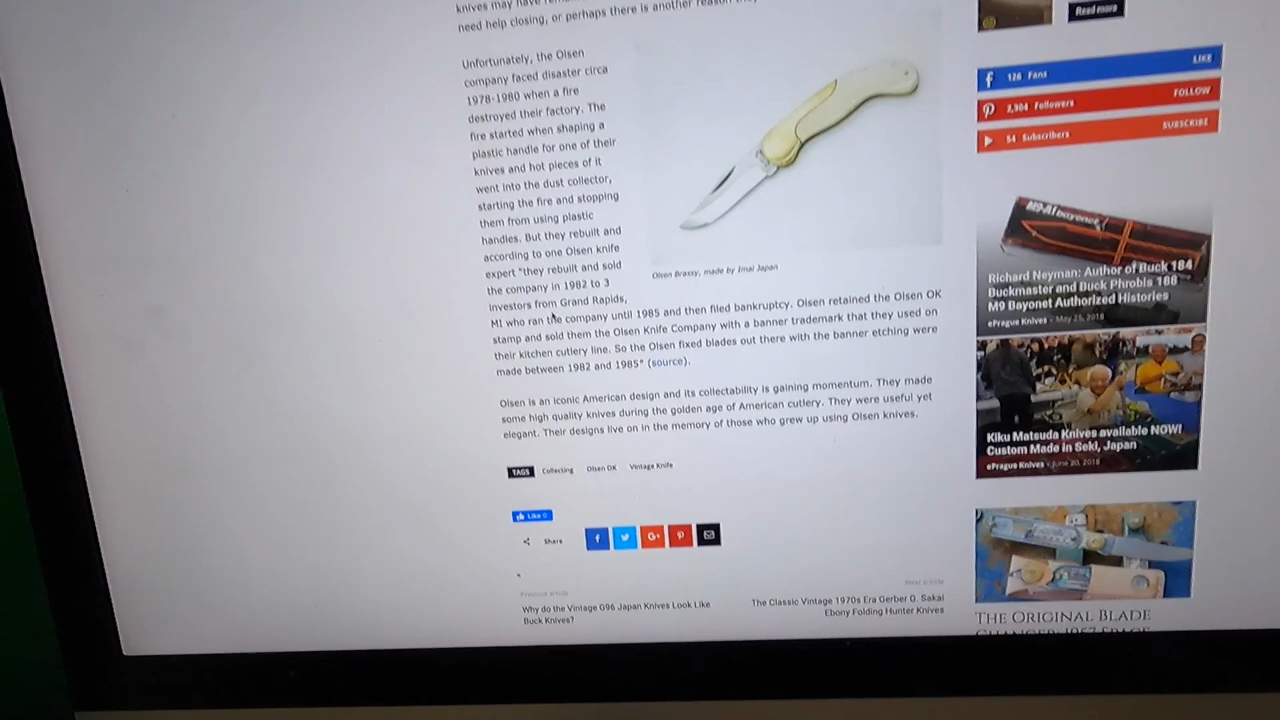 knives may have
need help closing, or perhaps there is another reason
Unfortunately, the Olsen
company faced disaster circa
1978-1980 when a fire
destroyed their factory. The
fire started when shaping a
plastic handle for one of their
knives and hot pieces of it
went into the dust collector,
starting the fire and stopping
them from using plastic
handles. But they rebuilt and
according to one Olsen knife
expert "they rebuilt and sold
the company in 1982 to 3
investors from Grand Rapids,
MI who ran the company until 1985 and then filed bankruptcy. Olsen retained the Olsen OK
stamp and sold them the Olsen Knife Company with a banner trademark that they used on
their kitchen cutlery line. So the Olsen fixed blades out there with the banner etching were
made between 1982 and 1985" (source).
Olsen Brassy, made by Imai Japan
Olsen is an iconic American design and its collectability is gaining momentum. They made
some high quality knives during the golden age of American cutlery. They were useful yet
elegant. Their designs live on in the memory of those who grew up using Olsen knives.
TAGS Collecting Olsen OK Vintage Knife
Like 0
Share
Previous article
Why do the Vintage G96 Japan Knives Look Like
Buck Knives?
Next article
The Classic Vintage 1970s Era Gerber G. Sakai
Ebony Folding Hunter Knives
Read more
126 Fans LIKE
2,304 Followers FOLLOW
54 Subscribers SUBSCRIBE
M9-A1 bayonet
Richard Neyman: Author of Buck 184
Buckmaster and Buck Phrobis 188
M9 Bayonet Authorized Histories
ePrague Knives - May 25, 2018
Kiku Matsuda Knives available NOW!
Custom Made in Seki, Japan
ePrague Knives - June 20, 2018
THE ORIGINAL BLADE